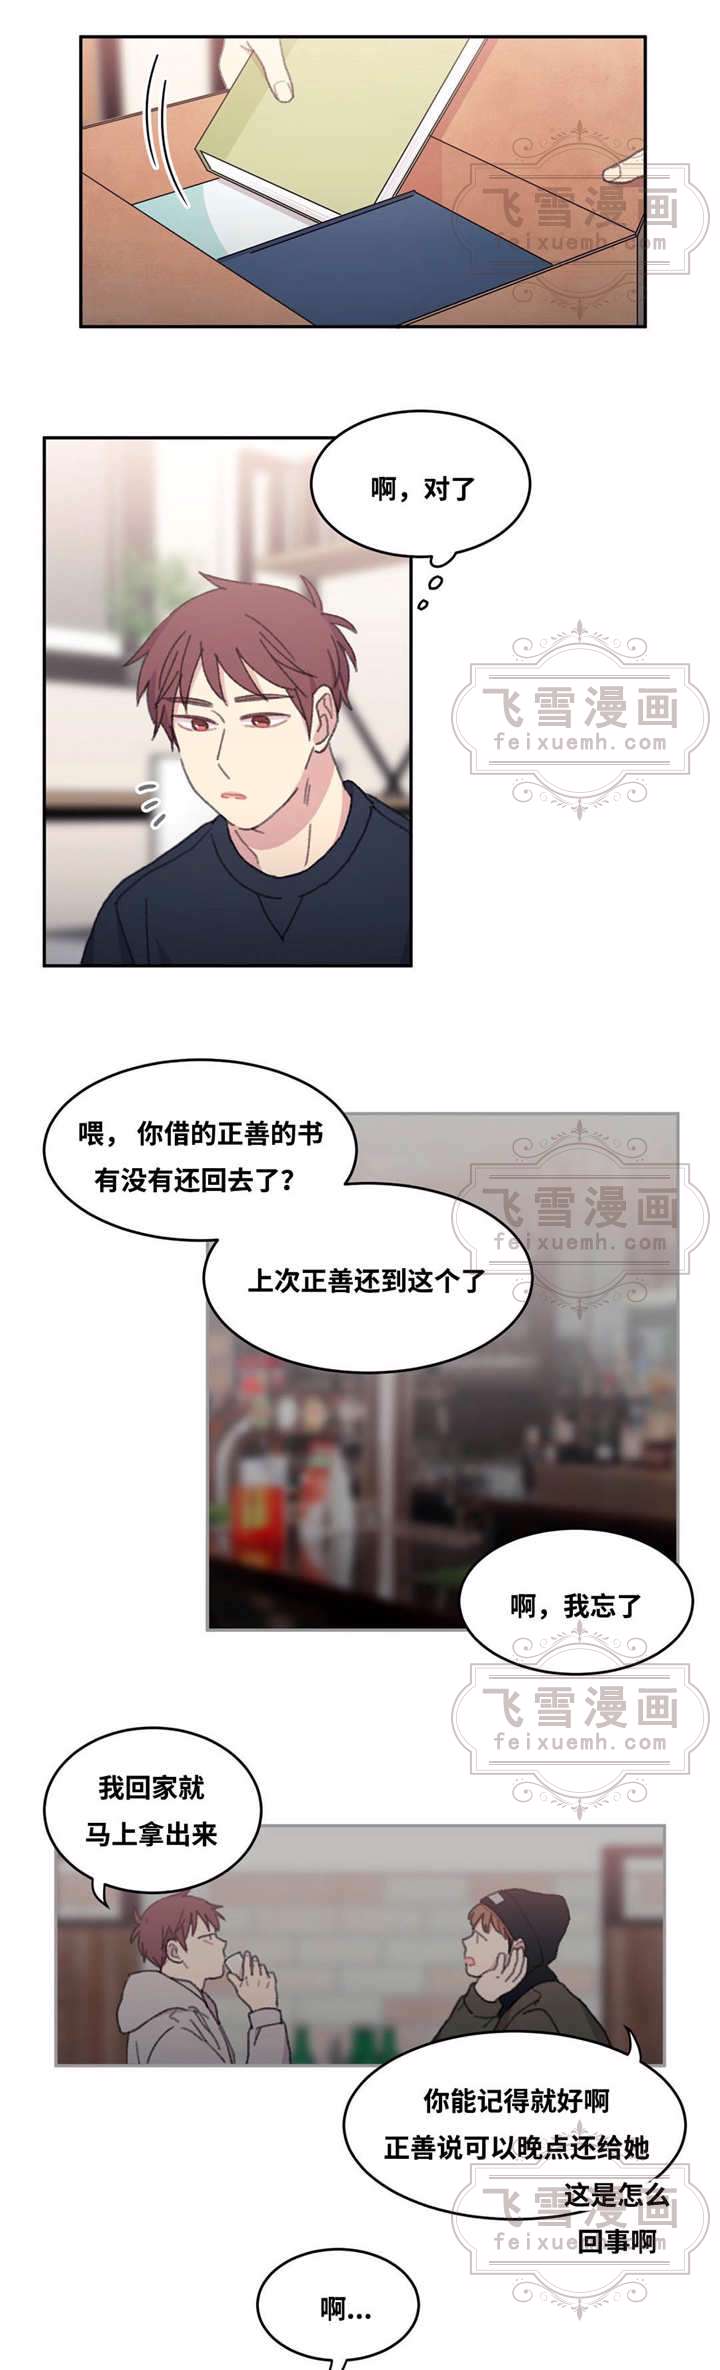 飞雪漫画
feixuemh.com
啊，对了
飞雪漫画
feixuemh.com
喂， 你借的正善的书
有没有还回去了？
飞雪漫画
feixuemh.com
上次正善还到这个了
啊，我忘了
飞雪漫画
feixuemh.com
我回家就
马上拿出来
你能记得就好啊
正善说可以晚点还给她
这是怎么
回事啊
飞雪漫画
feixuemh.com
啊...